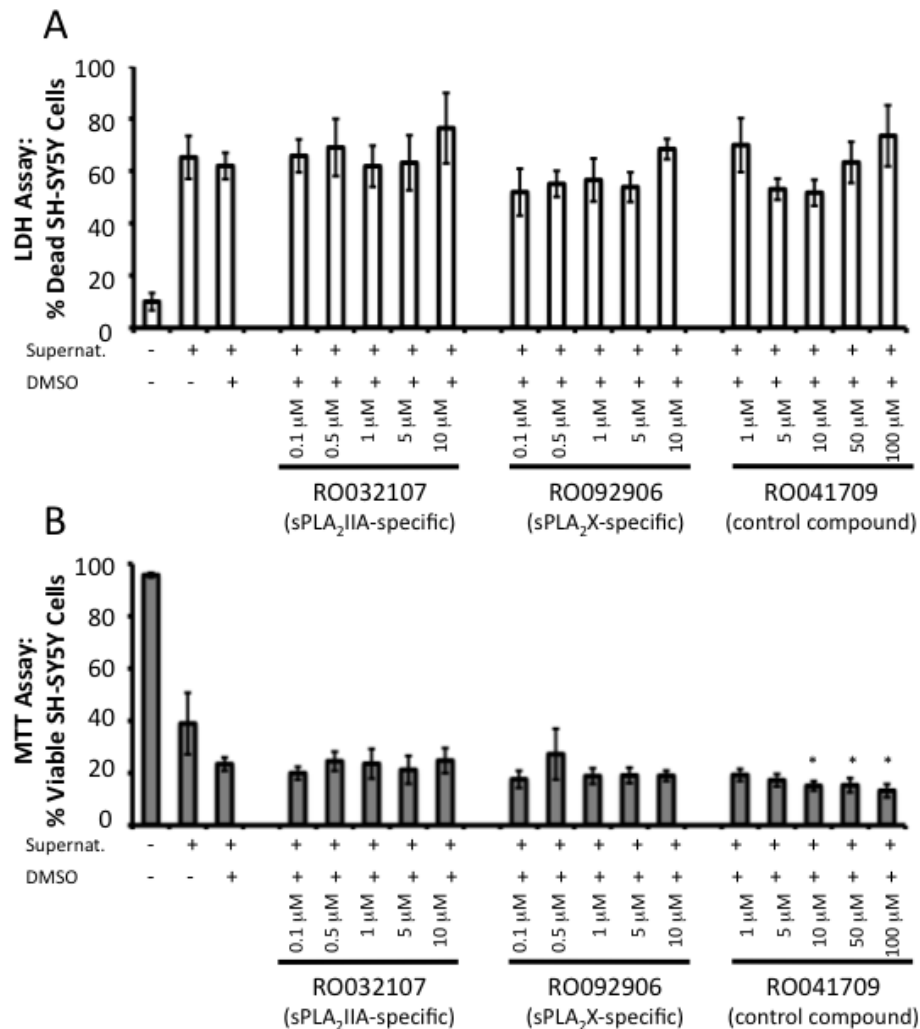 A
LDH Assay:
% Dead SH-SY5Y Cells
100
80
60
40
20
0
Supernat. - + + + + + + + + + + + + + + + + +
DMSO - - + + + + + + + + + + + + + + + +
0.1 µM 0.5 µM 1 µM 5 µM 10 µM 0.1 µM 0.5 µM 1 µM 5 µM 10 µM 1 µM 5 µM 10 µM 50 µM 100 µM
RO032107 RO092906 RO041709
(sPLA₂IIA-specific) (sPLA₂X-specific) (control compound)
B
MTT Assay:
% Viable SH-SY5Y Cells
100
80
60
40
20
0
* * *
Supernat. - + + + + + + + + + + + + + + + + +
DMSO - - + + + + + + + + + + + + + + + +
0.1 µM 0.5 µM 1 µM 5 µM 10 µM 0.1 µM 0.5 µM 1 µM 5 µM 10 µM 1 µM 5 µM 10 µM 50 µM 100 µM
RO032107 RO092906 RO041709
(sPLA₂IIA-specific) (sPLA₂X-specific) (control compound)